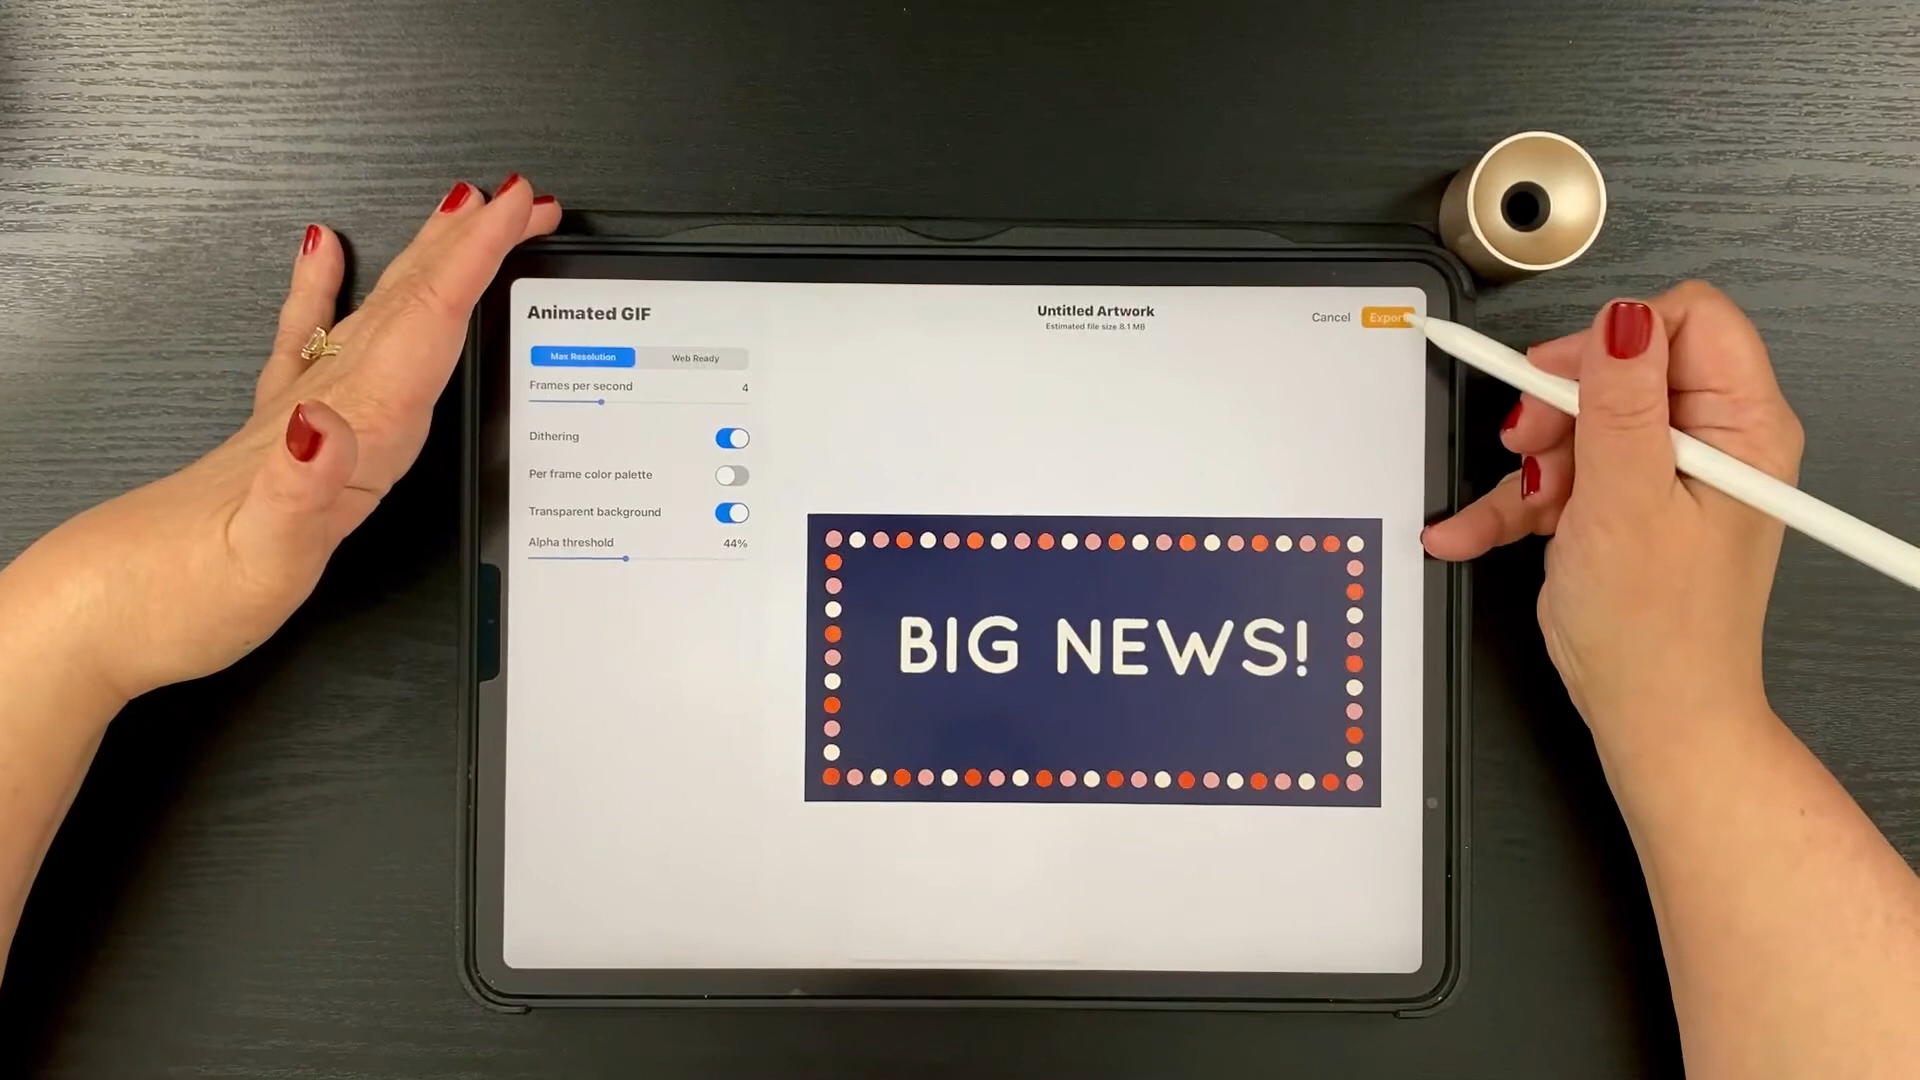 Animated GIF
Untitled Artwork
Estimated file size 8.1 MB
Cancel
Export
Max Resolution
Web Ready
Frames per second
4
Dithering
Per frame color palette
Transparent background
Alpha threshold
44%
BIG NEWS!